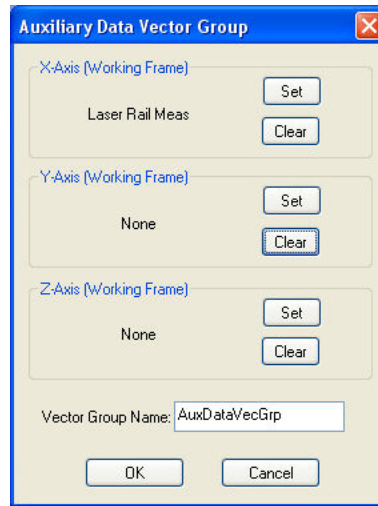 Auxiliary Data Vector Group
X-Axis (Working Frame)
Set
Laser Rail Meas
Clear
Y-Axis (Working Frame)
Set
None
Clear
Z-Axis (Working Frame)
Set
None
Clear
Vector Group Name: AuxDataVecGrp
OK Cancel